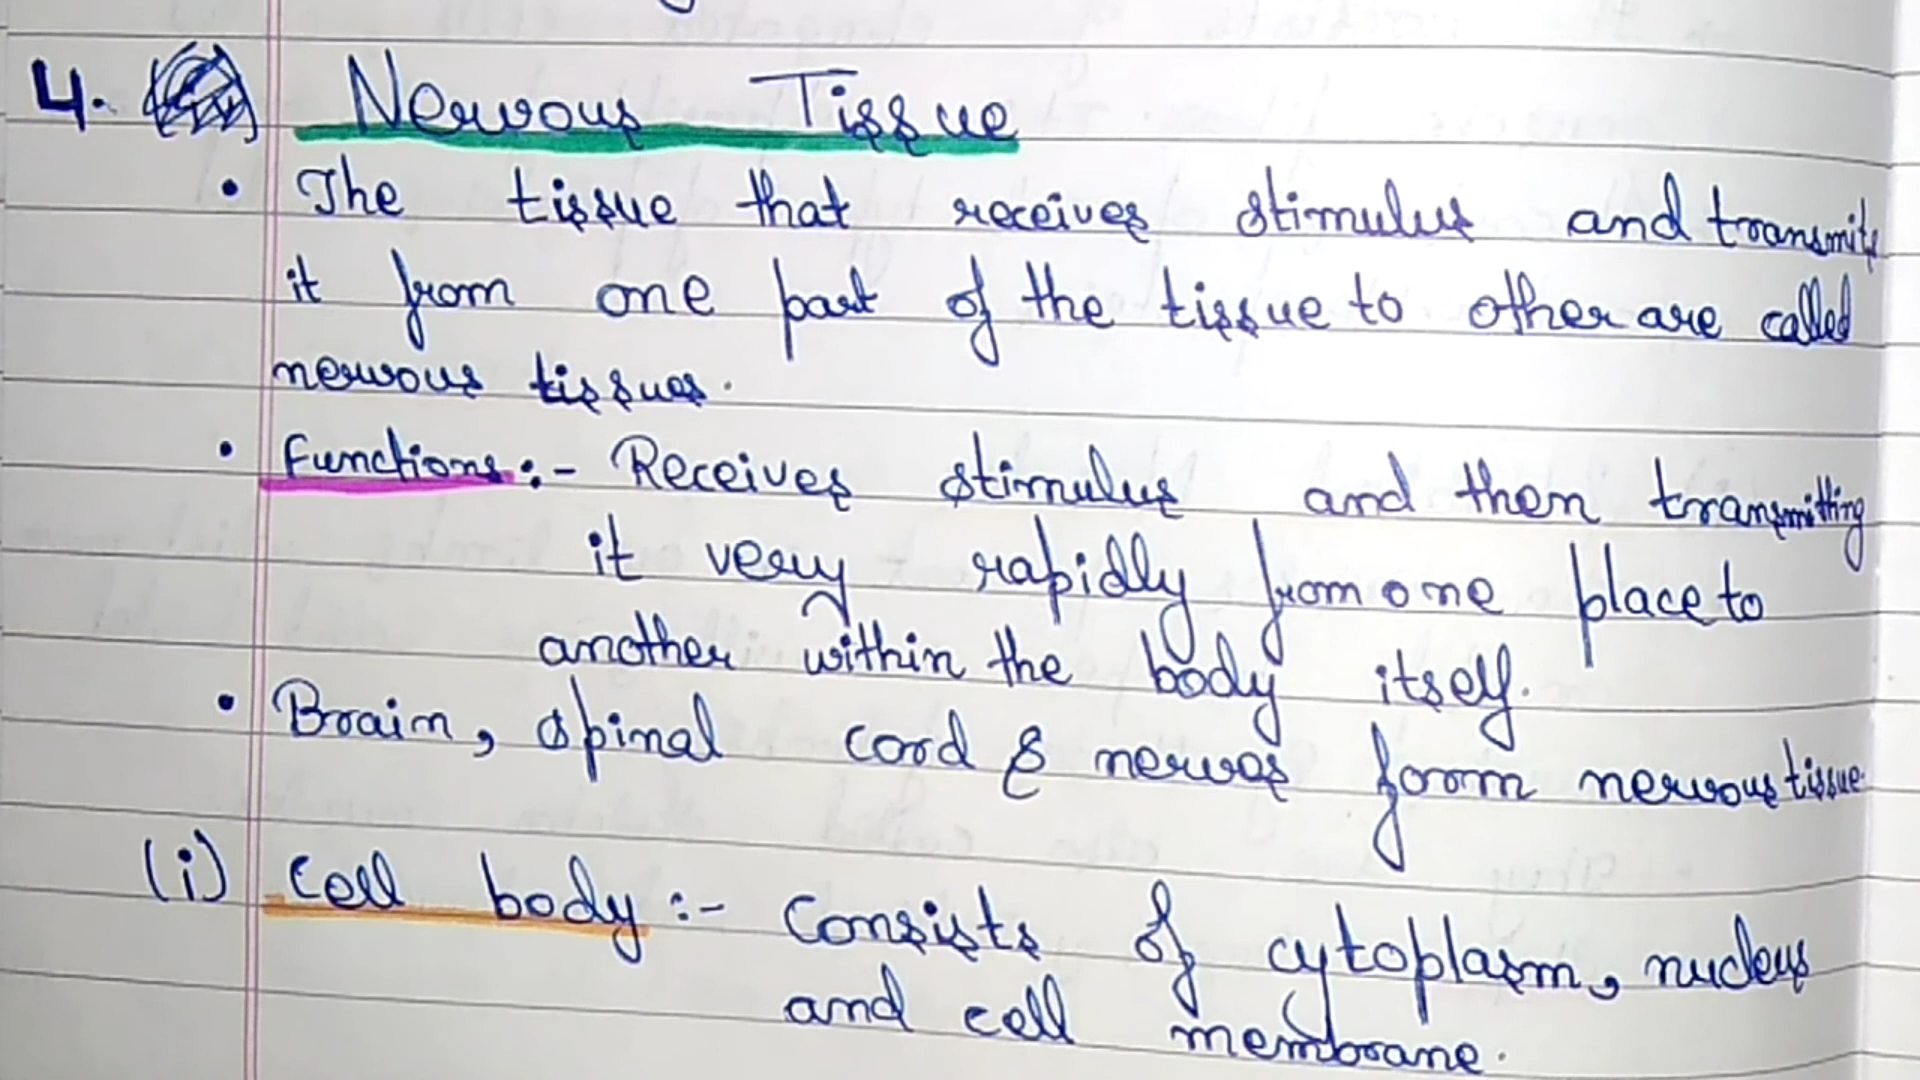 4. Nervous Tissue
• The tissue that receives stimulus and transmits
it from one part of the tissue to other are called
nervous tissues.
• Functions:- Receives stimulus and then transmitting
it very rapidly from one place to
another within the body itself.
• Brain, spinal cord & nerves form nervous tissue.
(i) Cell body :- Consists of cytoplasm, nucleus
and cell membrane.